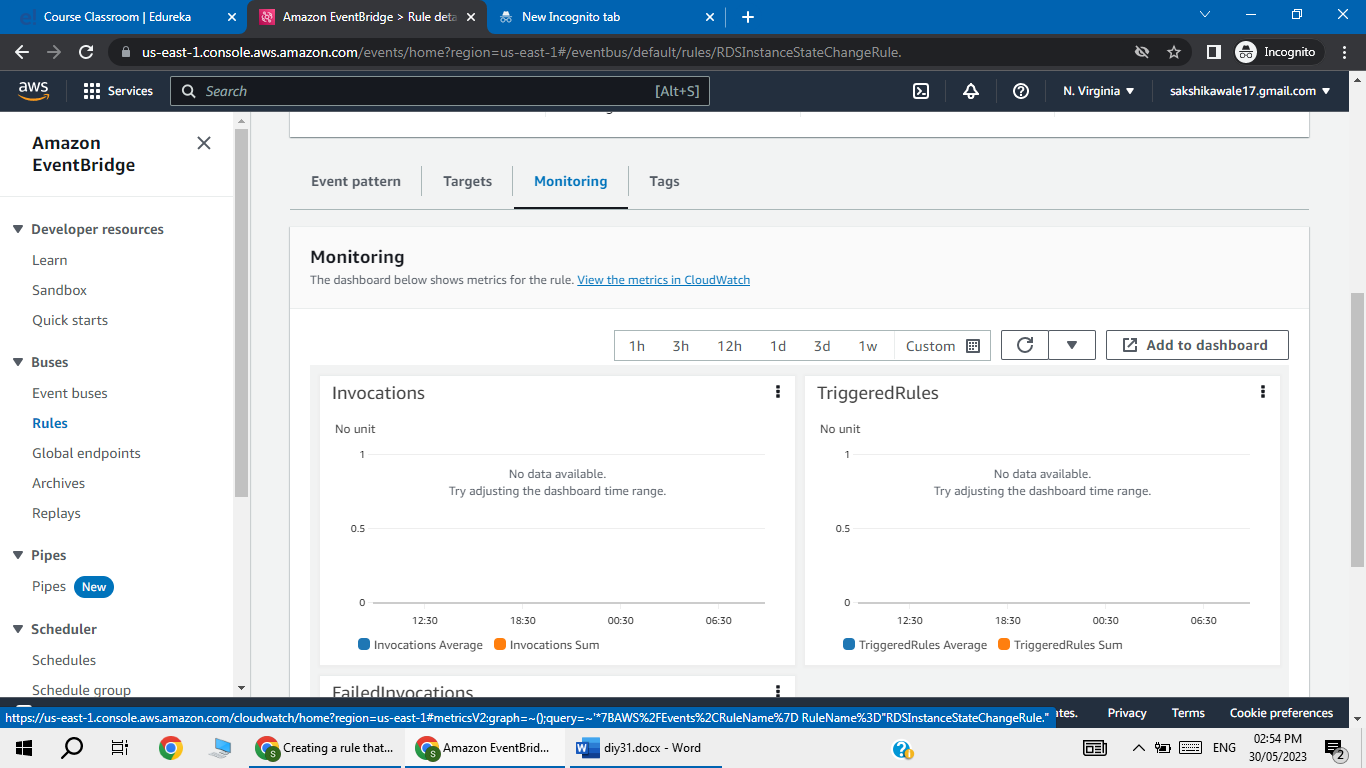 Course Classroom | Edureka
Amazon EventBridge > Rule deta
New Incognito tab
us-east-1.console.aws.amazon.com/events/home?region=us-east-1#/eventbus/default/rules/RDSInstanceStateChangeRule.
Incognito
aws
Services
Search
[Alt+S]
N. Virginia
sakshikawale17.gmail.com
Amazon
EventBridge
Developer resources
Learn
Sandbox
Quick starts
Buses
Event buses
Rules
Global endpoints
Archives
Replays
Pipes
Pipes New
Scheduler
Schedules
Schedule group
Event pattern
Targets
Monitoring
Tags
Monitoring
The dashboard below shows metrics for the rule. View the metrics in CloudWatch
1h 3h 12h 1d 3d 1w Custom
Add to dashboard
Invocations
No unit
1
No data available.
Try adjusting the dashboard time range.
0.5
0
12:30 18:30 00:30 06:30
Invocations Average Invocations Sum
TriggeredRules
No unit
1
No data available.
Try adjusting the dashboard time range.
0.5
0
12:30 18:30 00:30 06:30
TriggeredRules Average TriggeredRules Sum
FailedInvocations
https://us-east-1.console.aws.amazon.com/cloudwatch/home?region=us-east-1#metricsV2:graph=~();query=~'*7BAWS%2FEvents%2CRuleName%7D RuleName%3D"RDSInstanceStateChangeRule."
Privacy
Terms
Cookie preferences
Creating a rule that...
Amazon EventBrid...
diy31.docx - Word
ENG
02:54 PM
30/05/2023
2